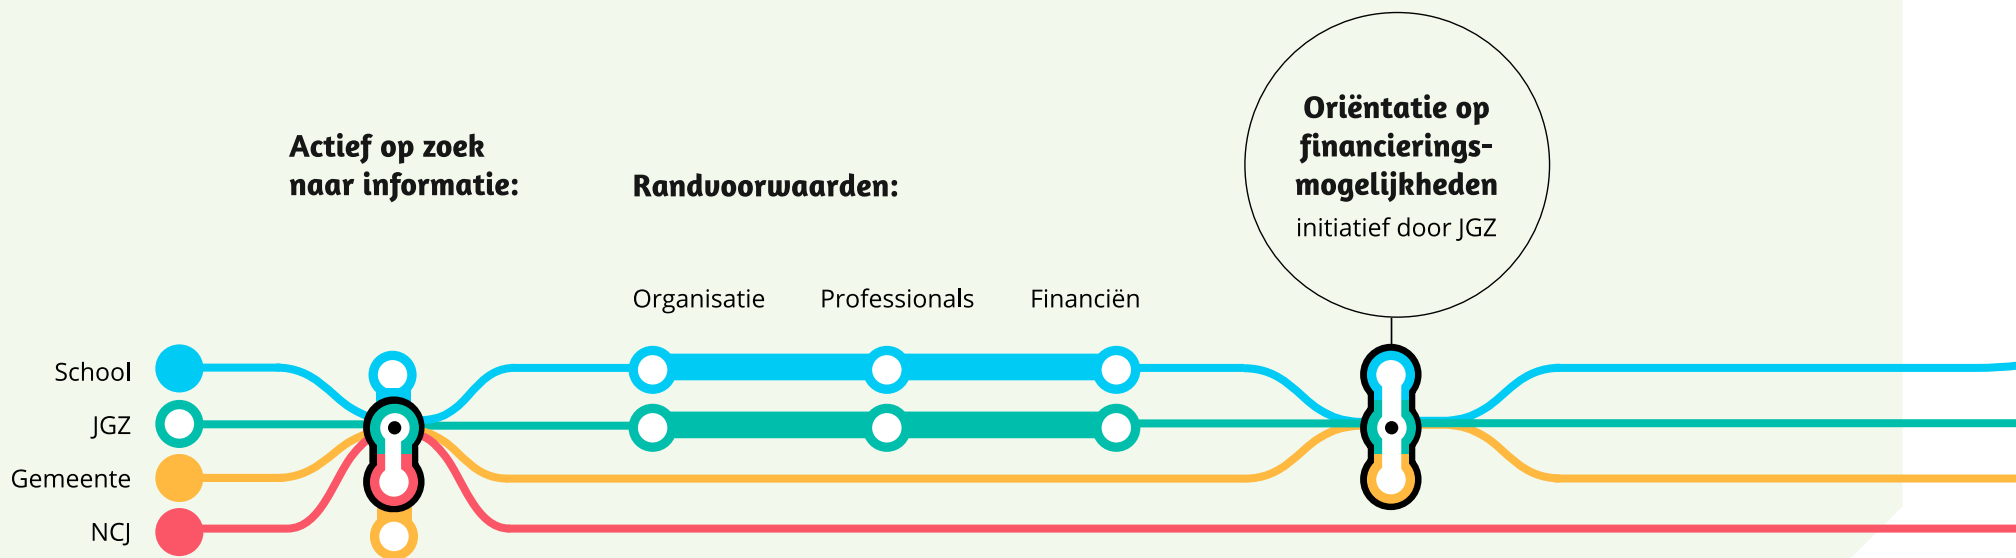 Actief op zoek
naar informatie:
Randvoorwaarden:
Oriëntatie op
financierings-
mogelijkheden
initiatief door JGZ
Organisatie
Professionals
Financiën
School
JGZ
Gemeente
NCJ